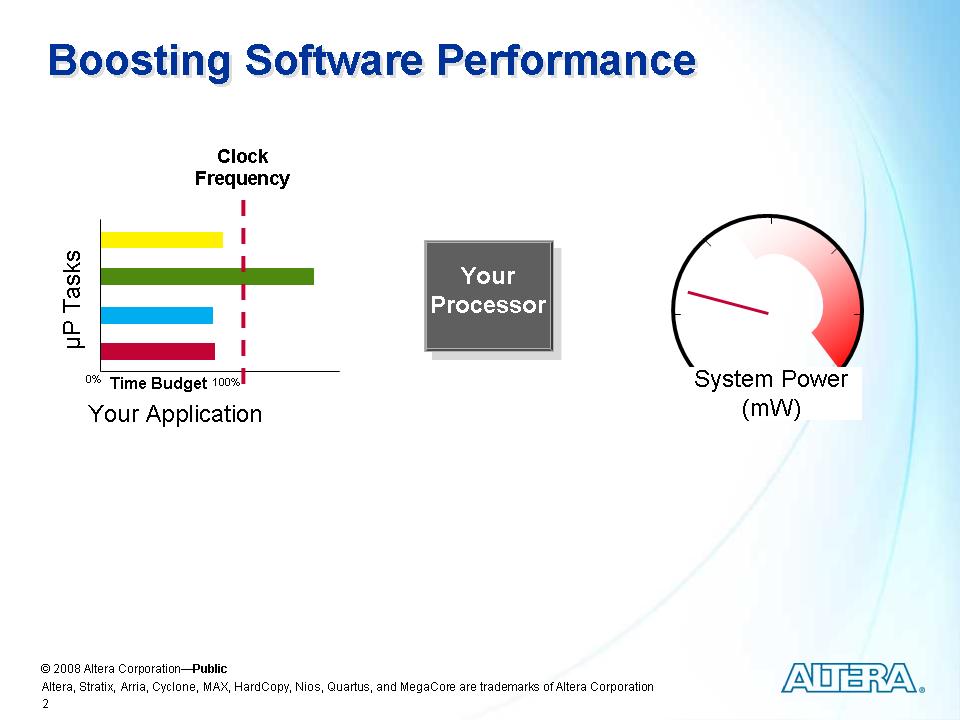 Boosting Software Performance
Clock
Frequency
µP Tasks
0% Time Budget 100%
Your Application
Your
Processor
System Power
(mW)
© 2008 Altera Corporation—Public
Altera, Stratix, Arria, Cyclone, MAX, HardCopy, Nios, Quartus, and MegaCore are trademarks of Altera Corporation
2
ALTERA®